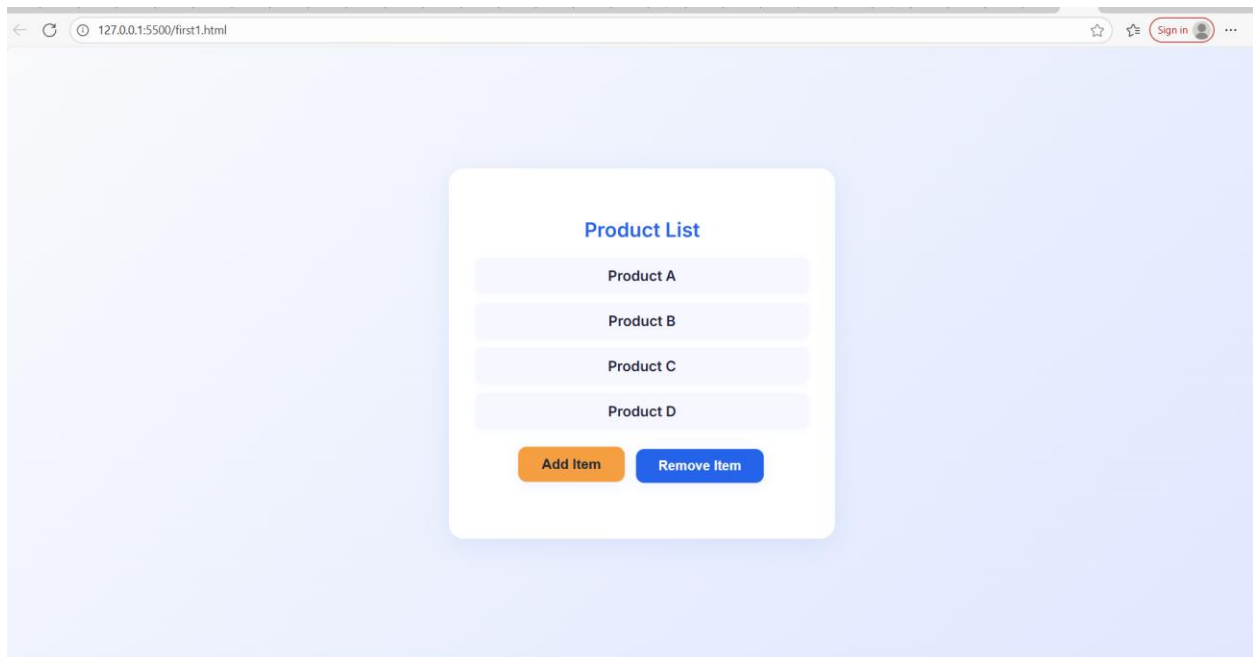 127.0.0.1:5500/first1.html
Sign in
Product List
Product A
Product B
Product C
Product D
Add Item
Remove Item